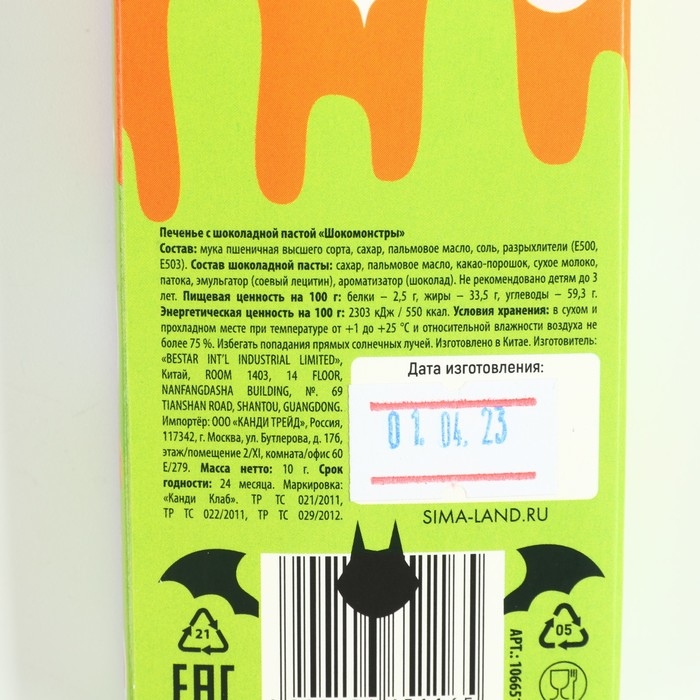 Печенье с шоколадной пастой «Шокомонстры»
Состав: мука пшеничная высшего сорта, сахар, пальмовое масло, соль, разрыхлители (E500,
E503). Состав шоколадной пасты: сахар, пальмовое масло, какао-порошок, сухое молоко,
патока, эмульгатор (соевый лецитин), ароматизатор (шоколад). Не рекомендовано детям до 3
лет. Пищевая ценность на 100 г: белки – 2,5 г, жиры – 33,5 г, углеводы – 59,3 г.
Энергетическая ценность на 100 г: 2303 кДж / 550 ккал. Условия хранения: в сухом и
прохладном месте при температуре от +1 до +25 °С и относительной влажности воздуха не
более 75 %. Избегать попадания прямых солнечных лучей. Изготовлено в Китае. Изготовитель:
«BESTAR INT'L INDUSTRIAL LIMITED»,
Китай, ROOM 1403, 14 FLOOR,
NANFANGDASHA BUILDING, №. 69
TIANSHAN ROAD, SHANTOU, GUANGDONG.
Импортёр: ООО «КАНДИ ТРЕЙД», Россия,
117342, г. Москва, ул. Бутлерова, д. 17б,
этаж/помещение 2/XI, комната/офис 60
Е/279. Масса нетто: 10 г. Срок
годности: 24 месяца. Маркировка:
«Канди Клаб». ТР ТС 021/2011,
ТР ТС 022/2011, ТР ТС 029/2012.
Дата изготовления:
01.04.23
SIMA-LAND.RU
21
05
EAC
АРТ.: 10665